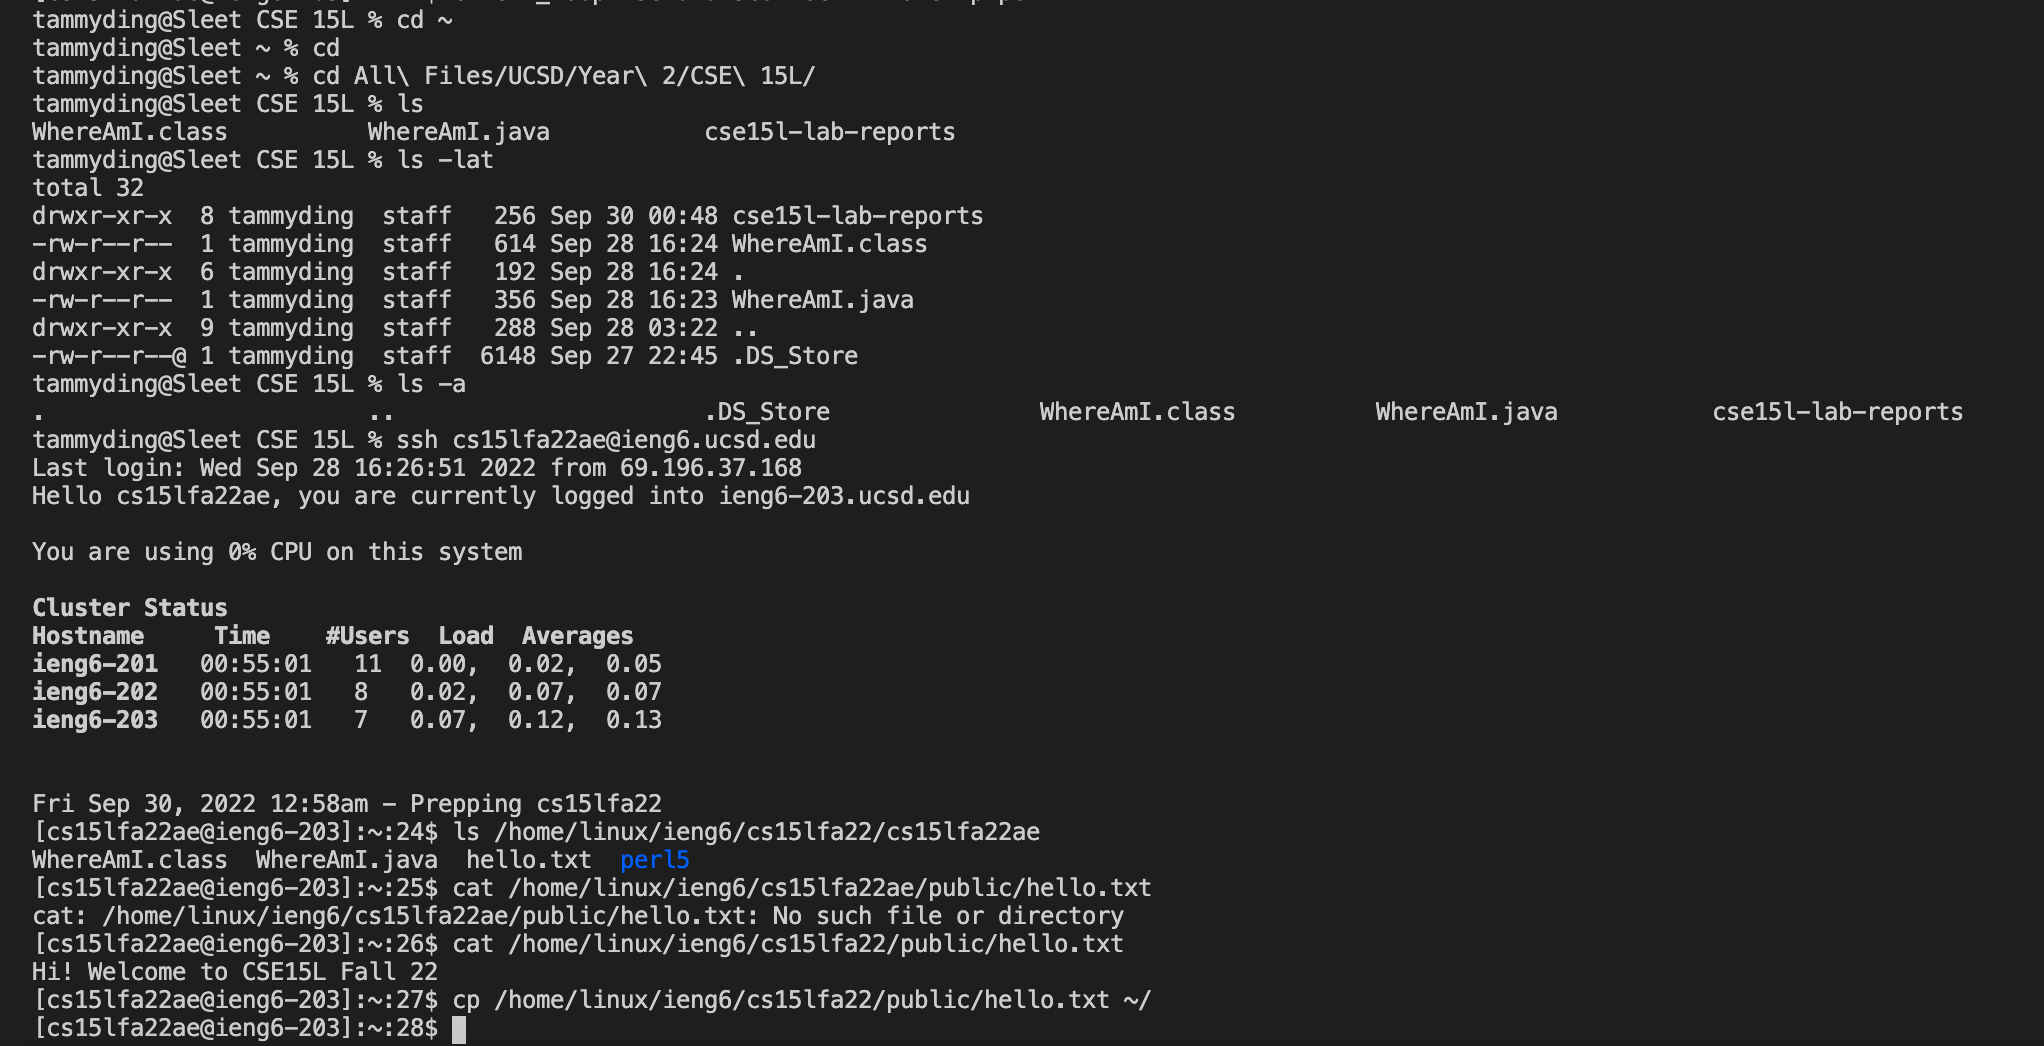 tammyding@Sleet CSE 15L % cd ~
tammyding@Sleet ~ % cd
tammyding@Sleet ~ % cd All\ Files/UCSD/Year\ 2/CSE\ 15L/
tammyding@Sleet CSE 15L % ls
WhereAmI.class          WhereAmI.java           cse15l-lab-reports
tammyding@Sleet CSE 15L % ls -lat
total 32
drwxr-xr-x  8 tammyding  staff   256 Sep 30 00:48 cse15l-lab-reports
-rw-r--r--  1 tammyding  staff   614 Sep 28 16:24 WhereAmI.class
drwxr-xr-x  6 tammyding  staff   192 Sep 28 16:24 .
-rw-r--r--  1 tammyding  staff   356 Sep 28 16:23 WhereAmI.java
drwxr-xr-x  9 tammyding  staff   288 Sep 28 03:22 ..
-rw-r--r--@ 1 tammyding  staff  6148 Sep 27 22:45 .DS_Store
tammyding@Sleet CSE 15L % ls -a
.                       ..                      .DS_Store               WhereAmI.class          WhereAmI.java           cse15l-lab-reports
tammyding@Sleet CSE 15L % ssh cs15lfa22ae@ieng6.ucsd.edu
Last login: Wed Sep 28 16:26:51 2022 from 69.196.37.168
Hello cs15lfa22ae, you are currently logged into ieng6-203.ucsd.edu
You are using 0% CPU on this system
Cluster Status
Hostname     Time    #Users  Load  Averages
ieng6-201   00:55:01   11  0.00,  0.02,  0.05
ieng6-202   00:55:01   8   0.02,  0.07,  0.07
ieng6-203   00:55:01   7   0.07,  0.12,  0.13
Fri Sep 30, 2022 12:58am - Prepping cs15lfa22
[cs15lfa22ae@ieng6-203]:~:24$ ls /home/linux/ieng6/cs15lfa22/cs15lfa22ae
WhereAmI.class  WhereAmI.java  hello.txt  perl5
[cs15lfa22ae@ieng6-203]:~:25$ cat /home/linux/ieng6/cs15lfa22ae/public/hello.txt
cat: /home/linux/ieng6/cs15lfa22ae/public/hello.txt: No such file or directory
[cs15lfa22ae@ieng6-203]:~:26$ cat /home/linux/ieng6/cs15lfa22/public/hello.txt
Hi! Welcome to CSE15L Fall 22
[cs15lfa22ae@ieng6-203]:~:27$ cp /home/linux/ieng6/cs15lfa22/public/hello.txt ~/
[cs15lfa22ae@ieng6-203]:~:28$